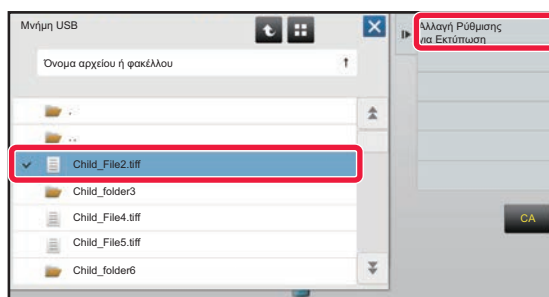 Μνήμη USB
Όνομα αρχείου ή φακέλλου
.
..
Child_File2.tiff
Child_folder3
Child_File4.tiff
Child_File5.tiff
Child_folder6
Αλλαγή Ρύθμισης
για Εκτύπωση
CA